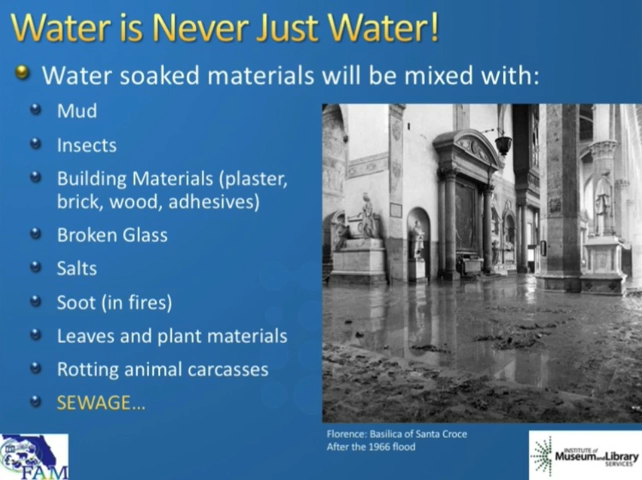 Water is Never Just Water!
Water soaked materials will be mixed with:
Mud
Insects
Building Materials (plaster,
brick, wood, adhesives)
Broken Glass
Salts
Soot (in fires)
Leaves and plant materials
Rotting animal carcasses
SEWAGE...
Florence: Basilica of Santa Croce
After the 1966 flood
FAM
INSTITUTE of
Museum and Library
SERVICES